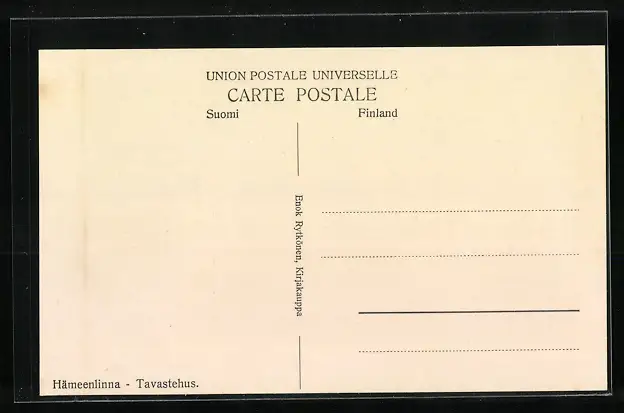 UNION POSTALE UNIVERSELLE
CARTE POSTALE
Suomi Finland
Enok Rytkönen, Kirjakauppa
Hämeenlinna - Tavastehus.